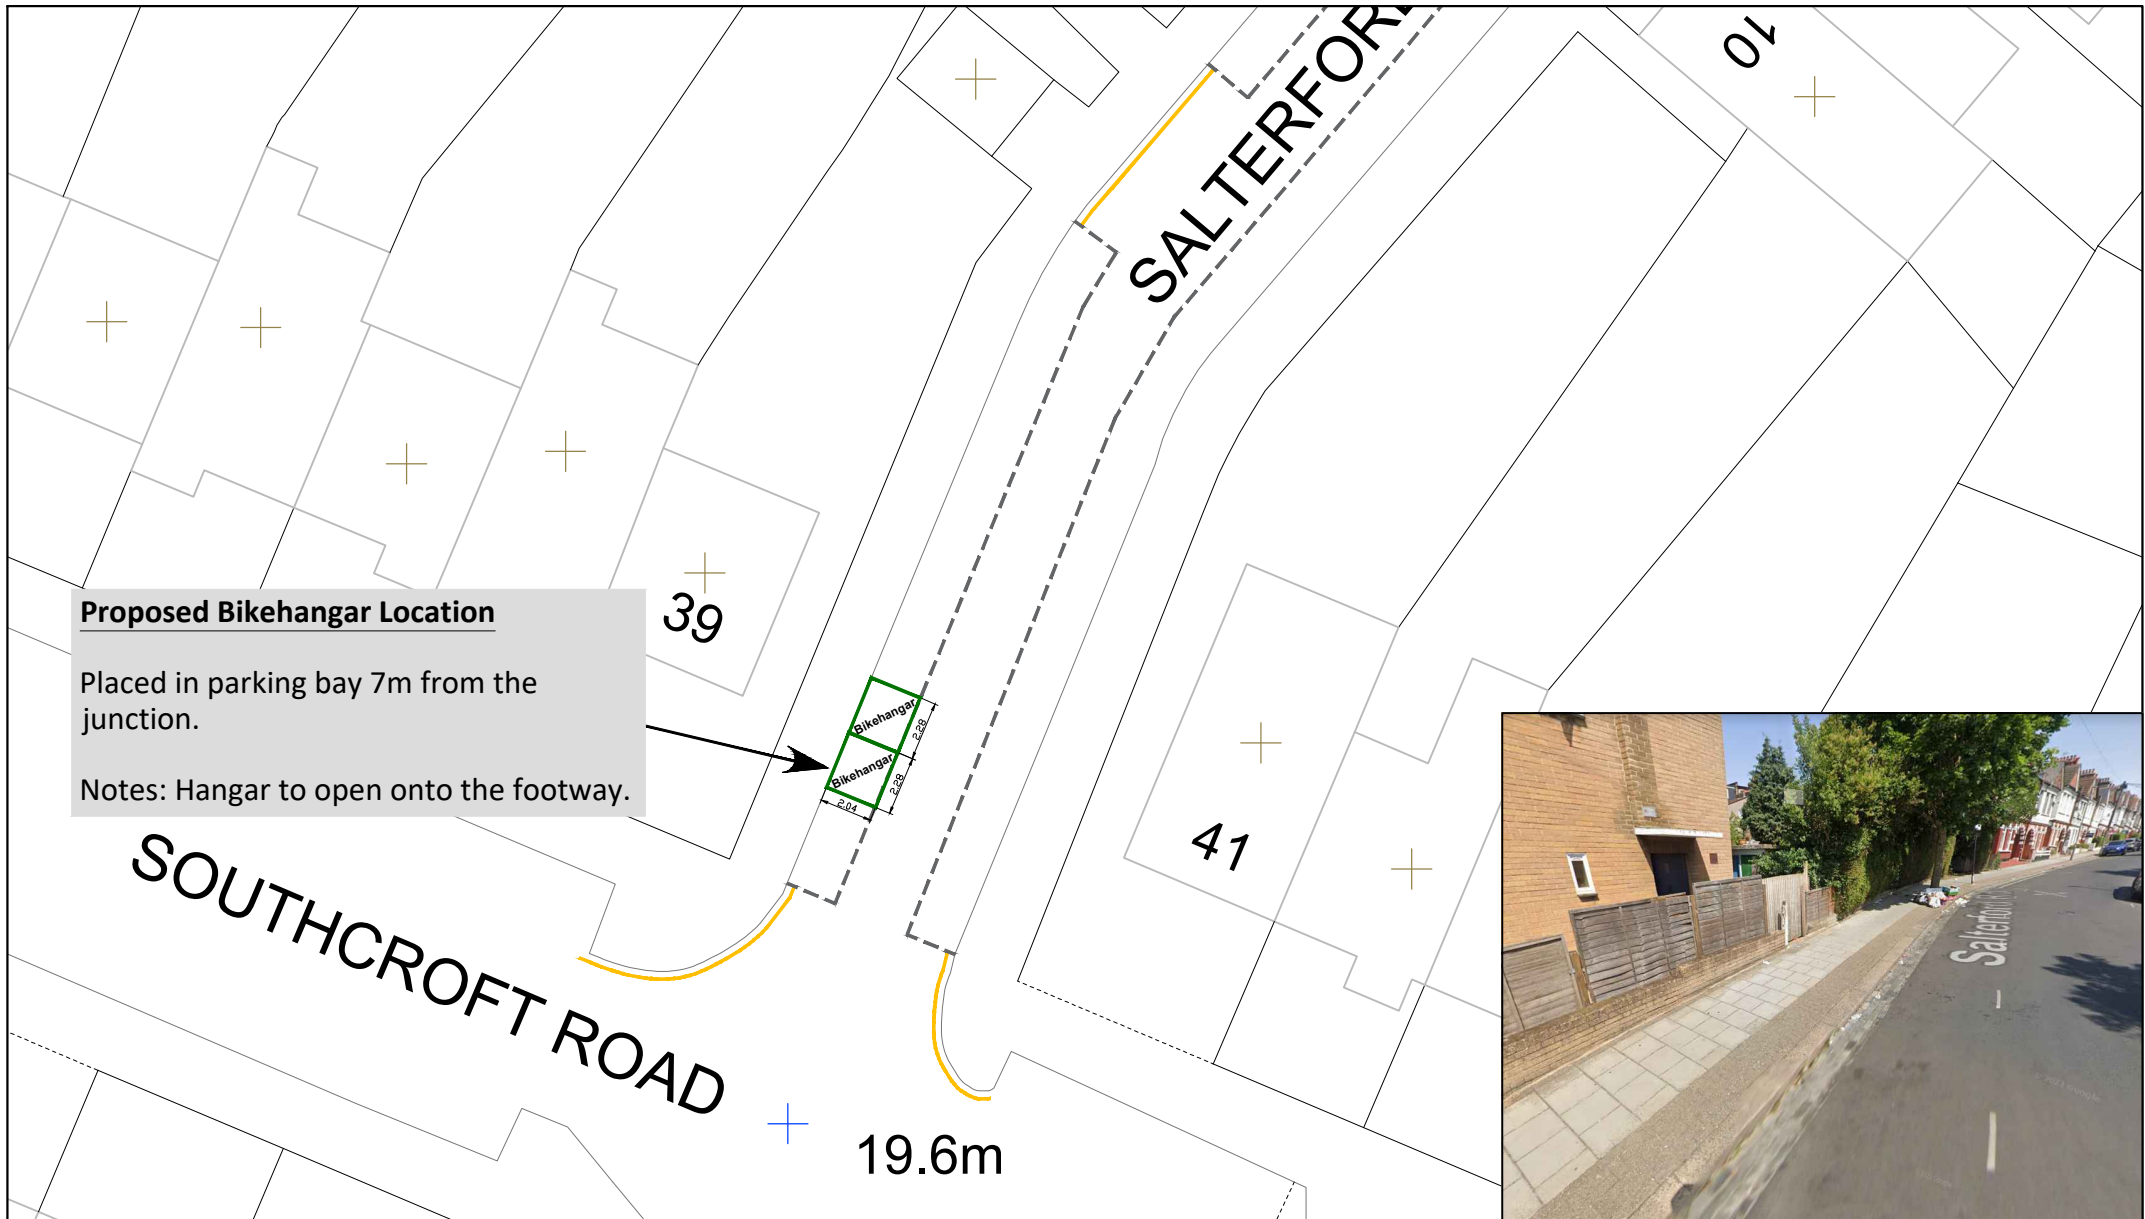 10
SALTERFORD
Proposed Bikehangar Location
Placed in parking bay 7m from the
junction.
Notes: Hangar to open onto the footway.
39
Bikehangar
2.28
Bikehangar
2.28
2.04
41
SOUTHCROFT ROAD
19.6m
Salterford R